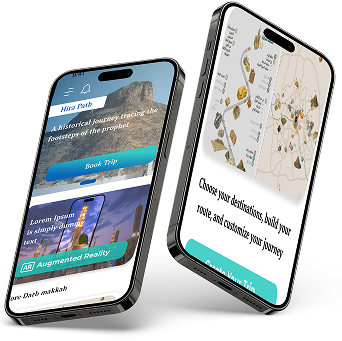 Hira Path
A historical journey tracing the
footsteps of the prophet
Book Trip
Lorem Ipsum
is simply dummy
text
AR Augmented Reality
ore Darb makkah
Choose your destinations, build your
route, and customize your journey
Create Your Trip